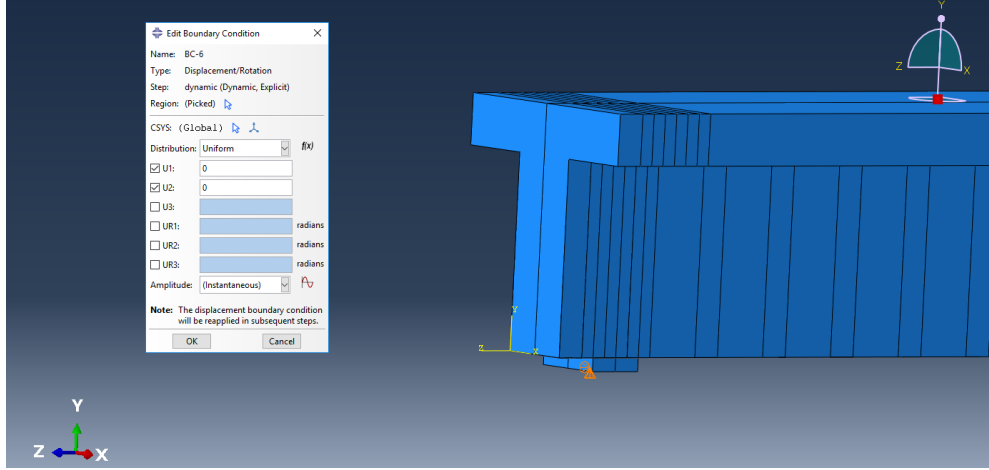 Edit Boundary Condition
Name: BC-6
Type: Displacement/Rotation
Step: dynamic (Dynamic, Explicit)
Region: (Picked)
CSYS: (Global)
Distribution: Uniform f(x)
U1: 0
U2: 0
U3:
UR1: radians
UR2: radians
UR3: radians
Amplitude: (Instantaneous)
Note: The displacement boundary condition
will be reapplied in subsequent steps.
OK Cancel
Y
Z X
Y
Z X
Y
Z X